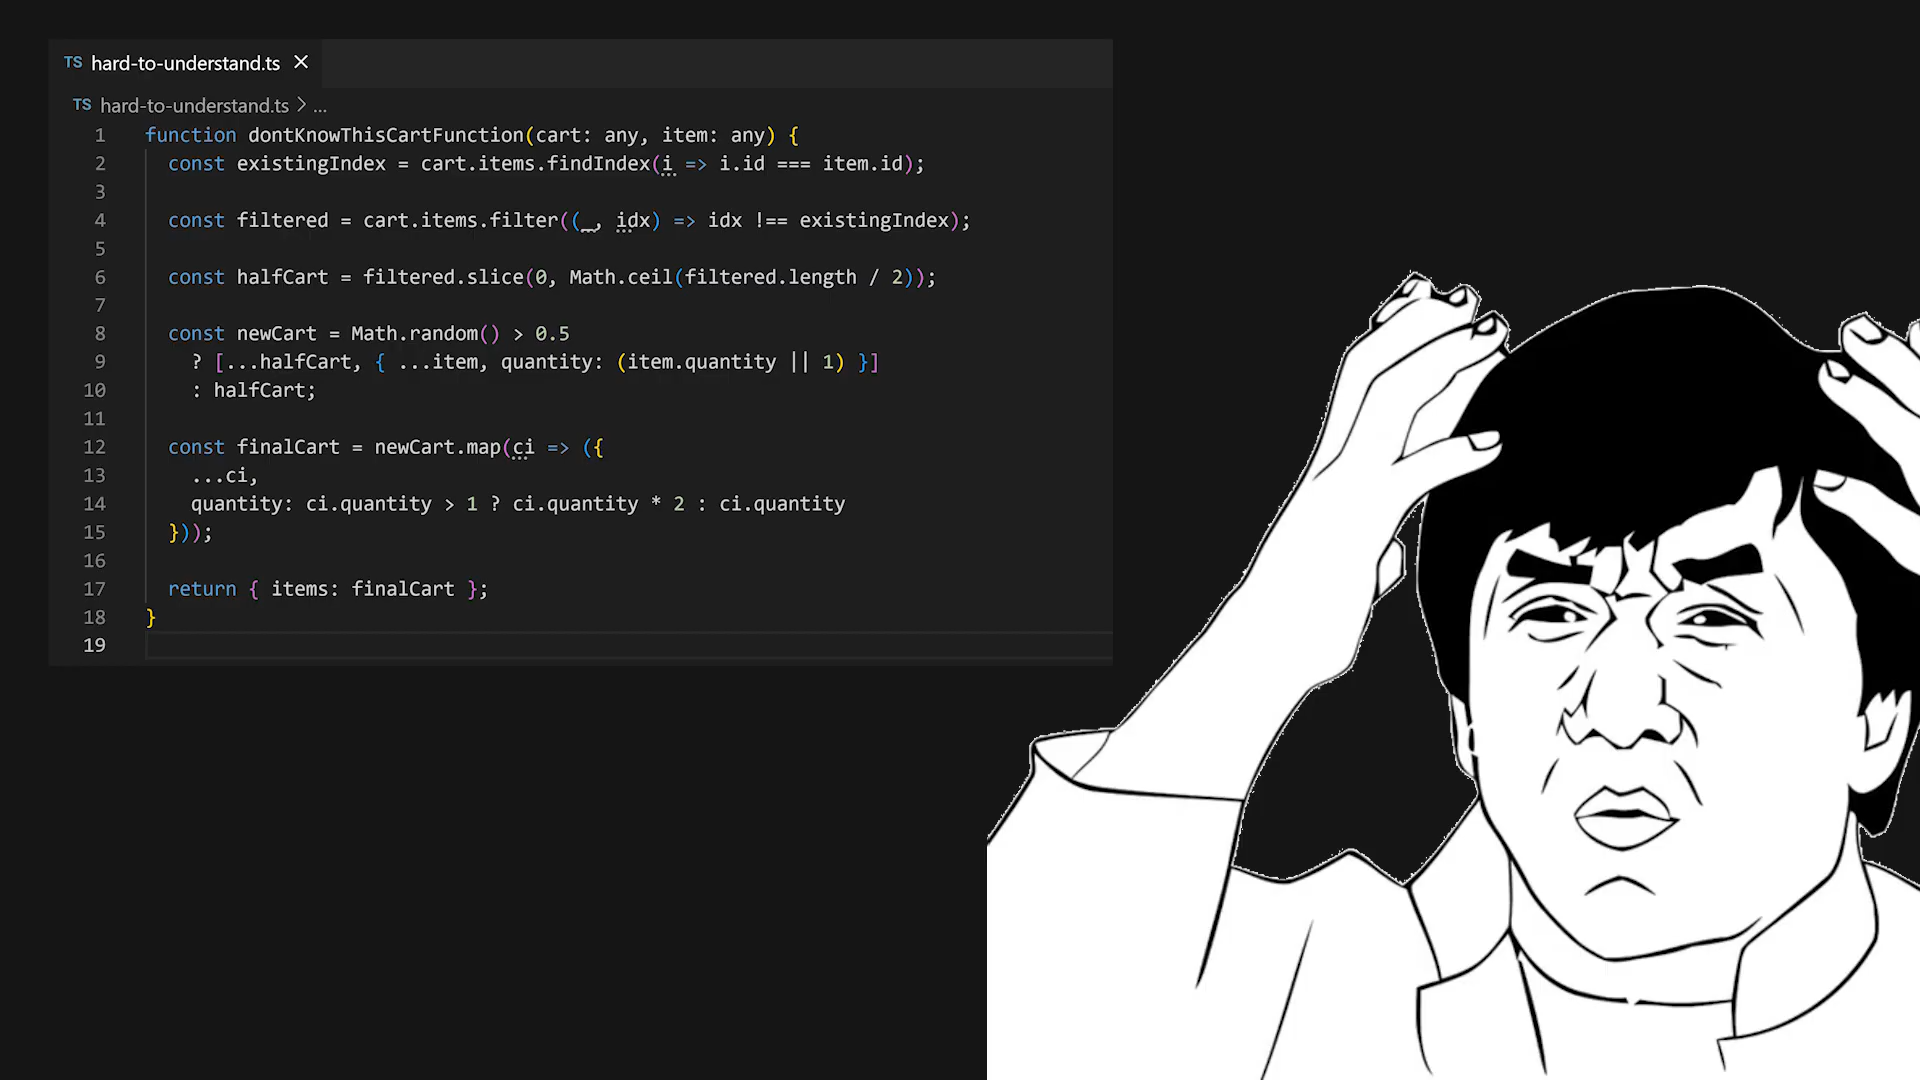 TS hard-to-understand.ts ✕
TS hard-to-understand.ts > ...
1 function dontKnowThisCartFunction(cart: any, item: any) {
2 const existingIndex = cart.items.findIndex(i => i.id === item.id);
3
4 const filtered = cart.items.filter((_, idx) => idx !== existingIndex);
5
6 const halfCart = filtered.slice(0, Math.ceil(filtered.length / 2));
7
8 const newCart = Math.random() > 0.5
9 ? [...halfCart, { ...item, quantity: (item.quantity || 1) }]
10 : halfCart;
11
12 const finalCart = newCart.map(ci => ({
13 ...ci,
14 quantity: ci.quantity > 1 ? ci.quantity * 2 : ci.quantity
15 }));
16
17 return { items: finalCart };
18 }
19